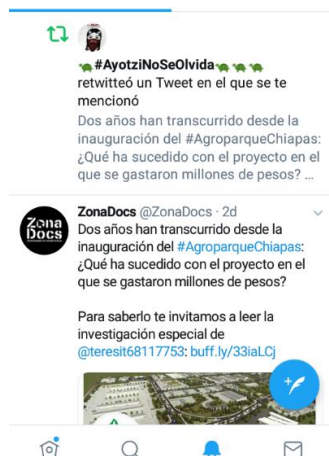 #AyotziNoSeOlvida
retwitteó un Tweet en el que se te
mencionó
Dos años han transcurrido desde la
inauguración del #AgroparqueChiapas:
¿Qué ha sucedido con el proyecto en el
que se gastaron millones de pesos? ...
Zona
Docs
ZonaDocs @ZonaDocs · 2d
Dos años han transcurrido desde la
inauguración del #AgroparqueChiapas:
¿Qué ha sucedido con el proyecto en el
que se gastaron millones de pesos?
Para saberlo te invitamos a leer la
investigación especial de
@teresit68117753: buff.ly/33iaLCj